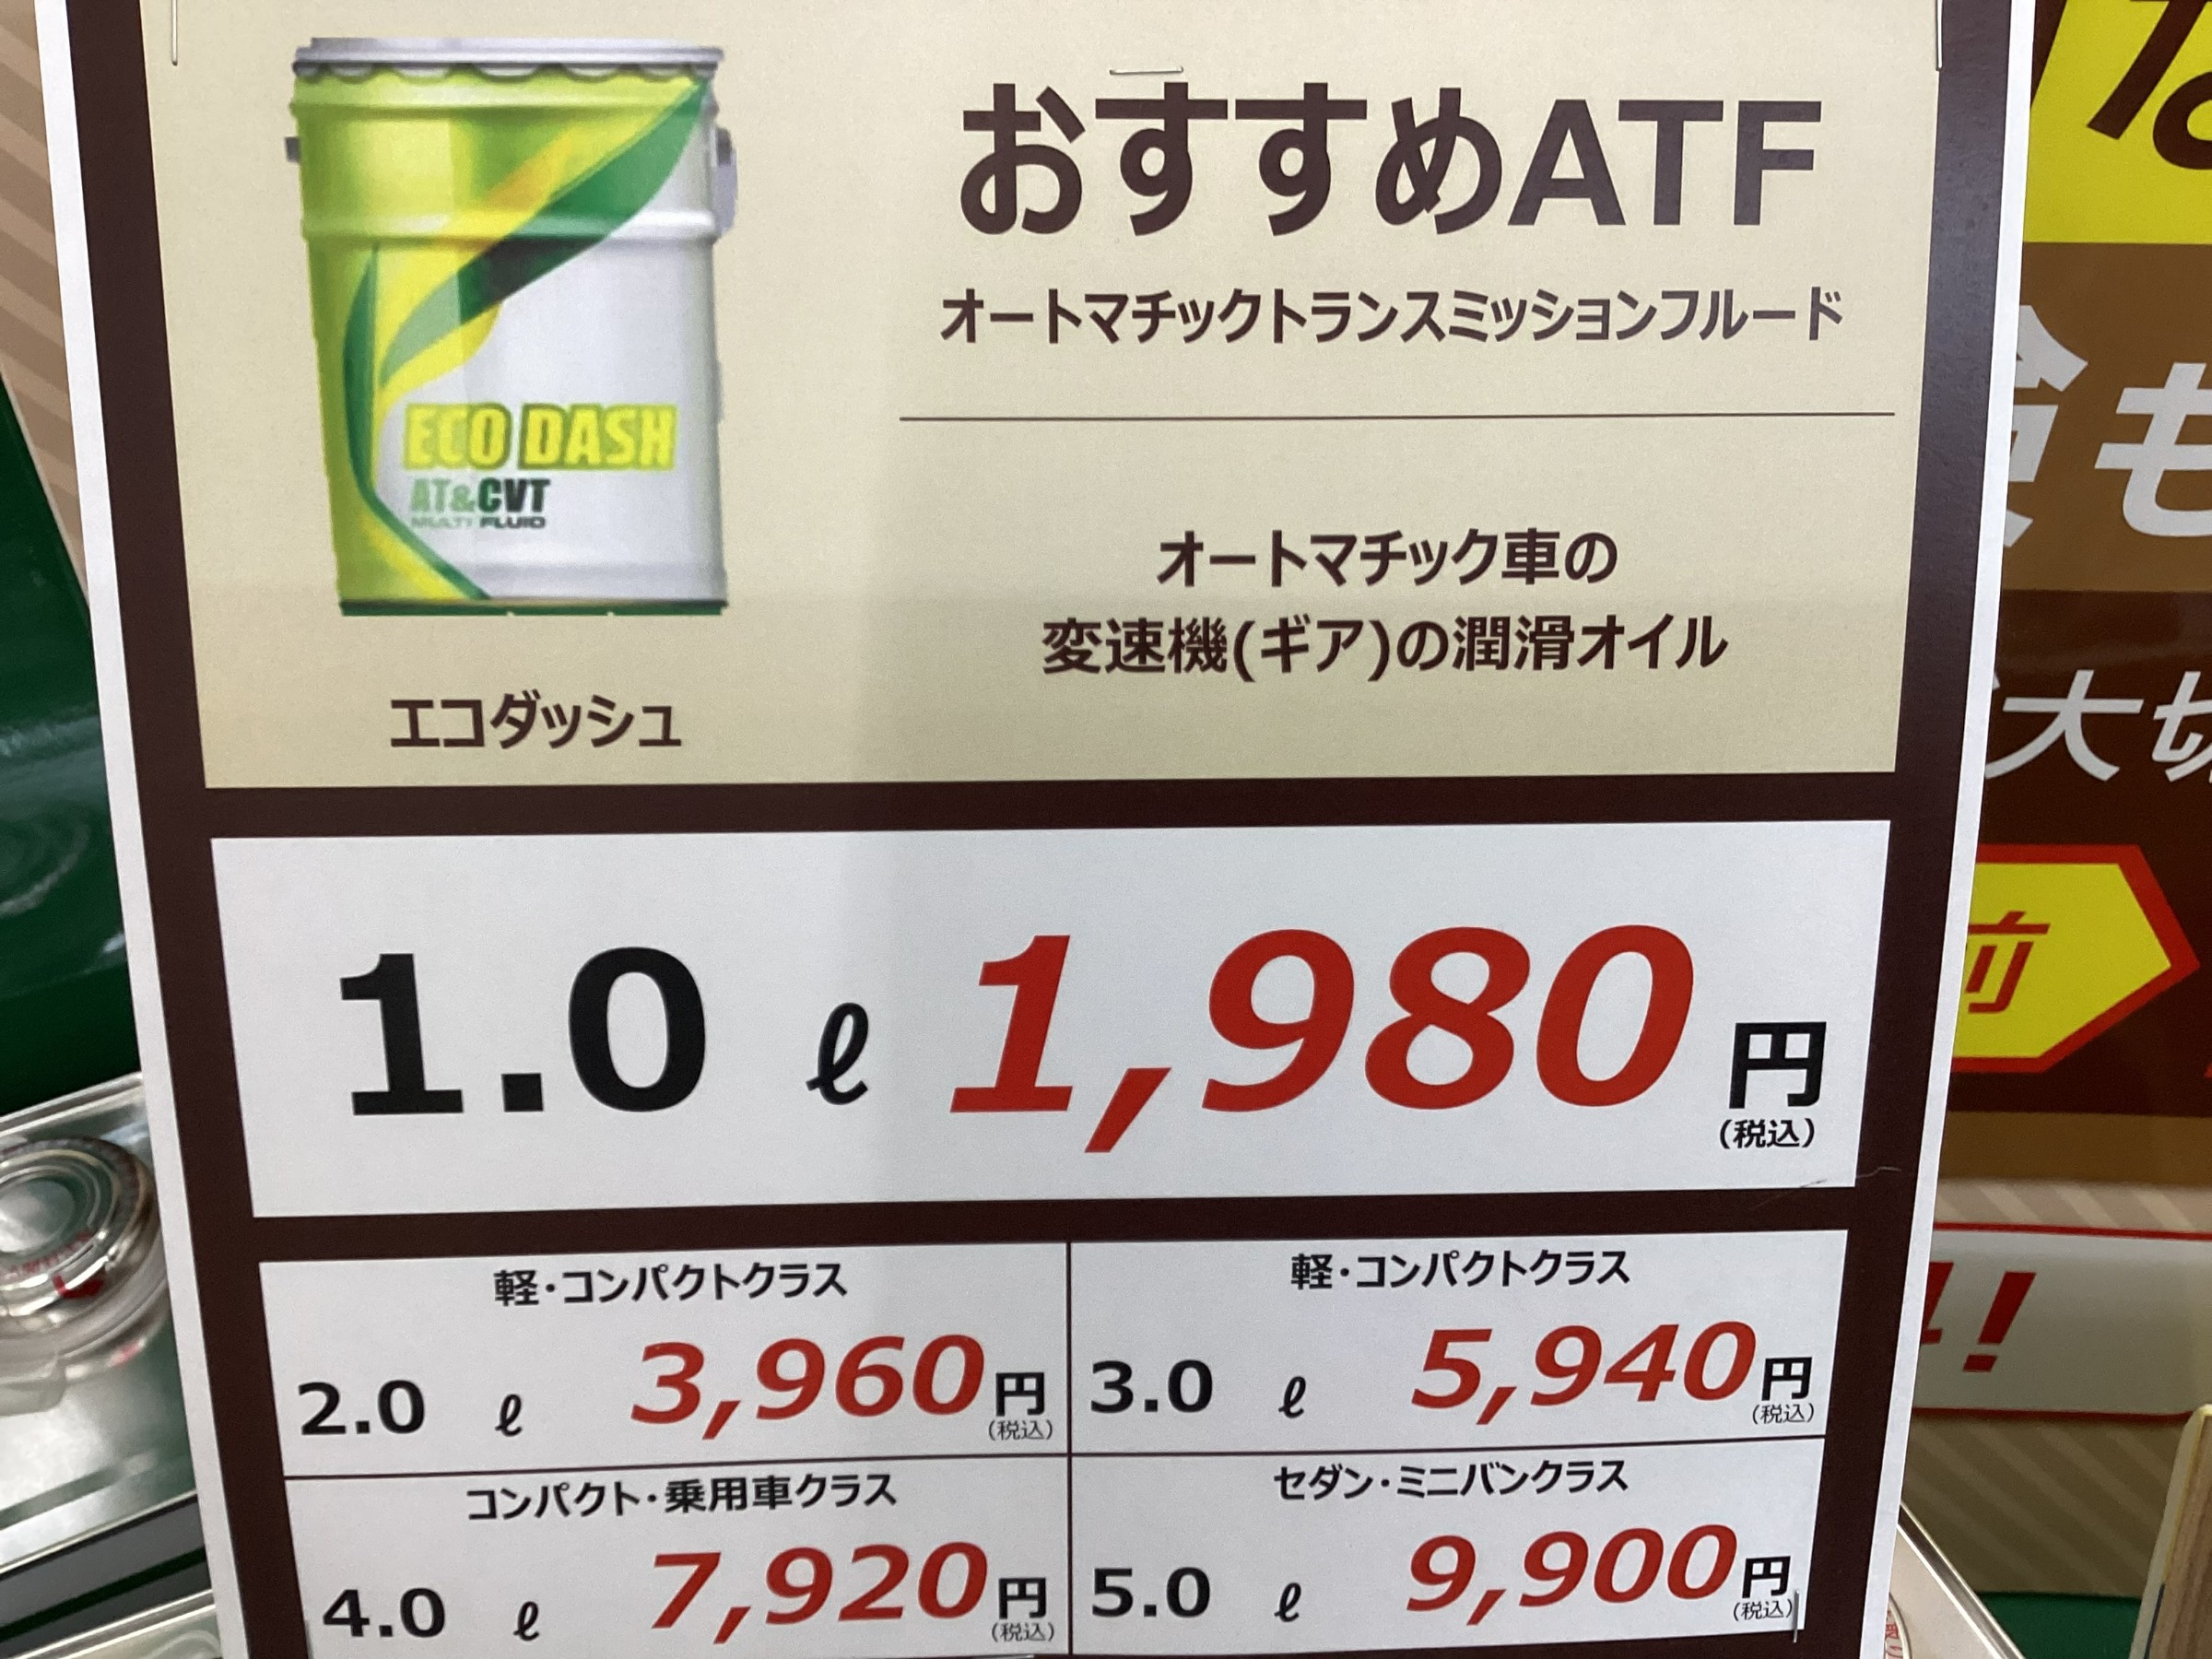 おすすめATF
オートマチックトランスミッションフルード
ECO DASH
AT&CVT
MULTI FLUID
エコダッシュ
オートマチック車の
変速機(ギア)の潤滑オイル
1.0 ℓ 1,980円
(税込)
軽・コンパクトクラス
2.0 ℓ 3,960円
(税込)
軽・コンパクトクラス
3.0 ℓ 5,940円
(税込)
コンパクト・乗用車クラス
4.0 ℓ 7,920円
(税込)
セダン・ミニバンクラス
5.0 ℓ 9,900円
(税込)
な
も
大切
前
!